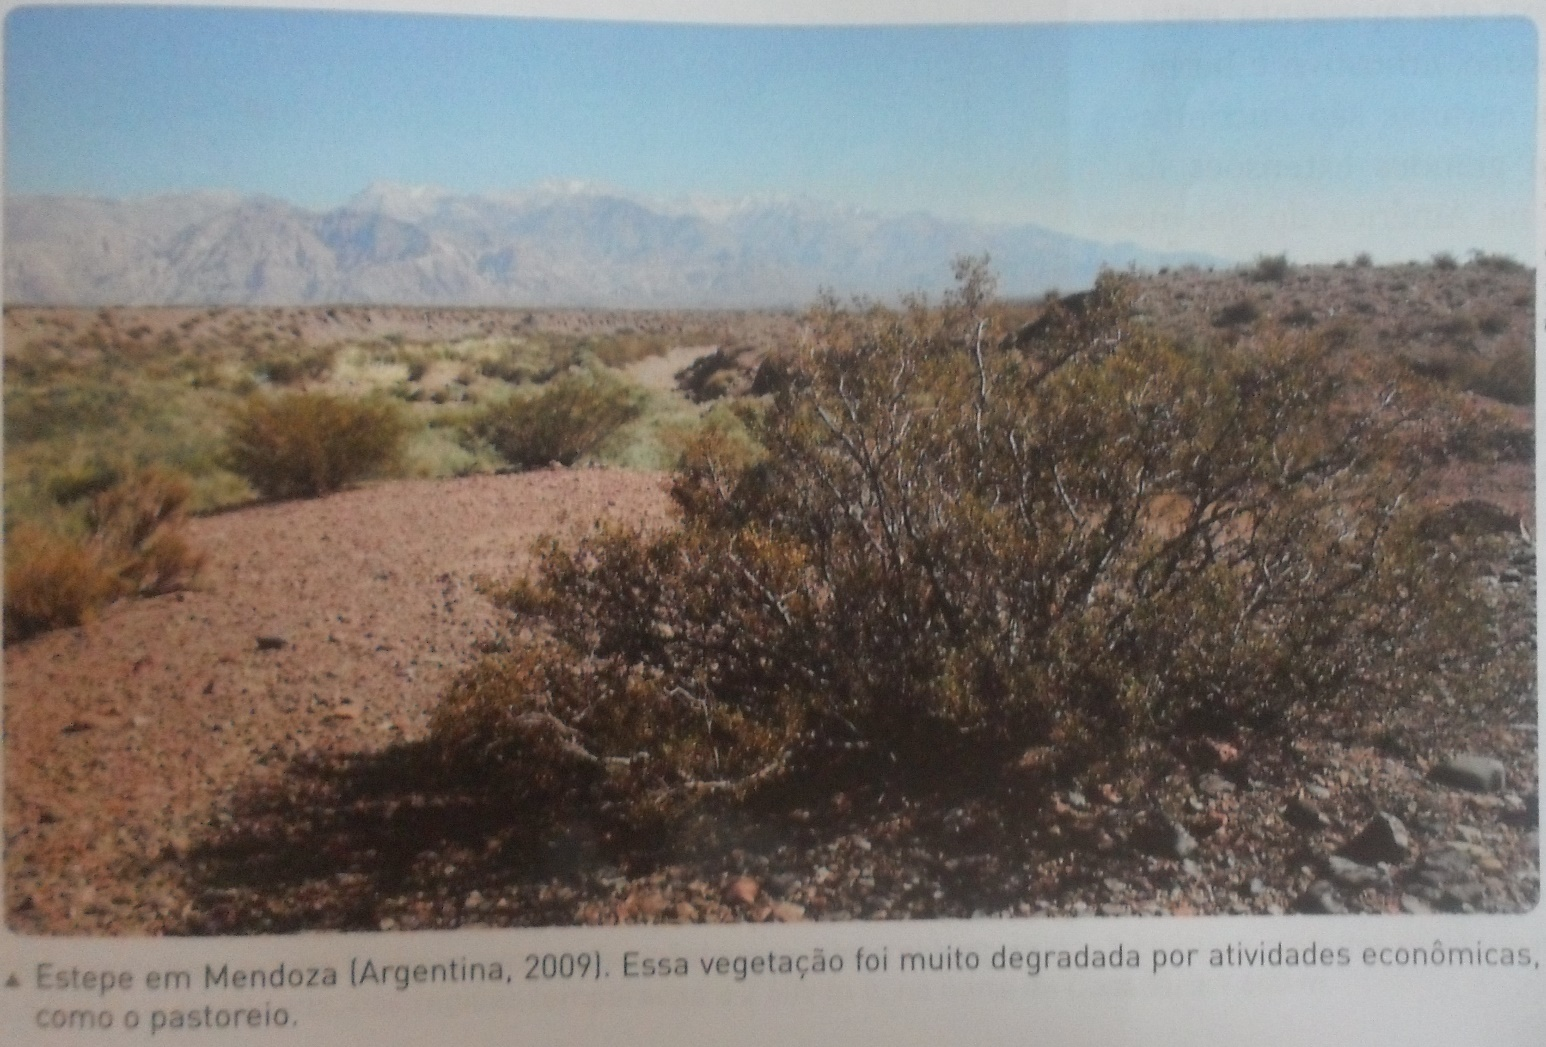 Estepe em Mendoza (Argentina, 2009). Essa vegetação foi muito degradada por atividades econômicas,
como o pastoreio.